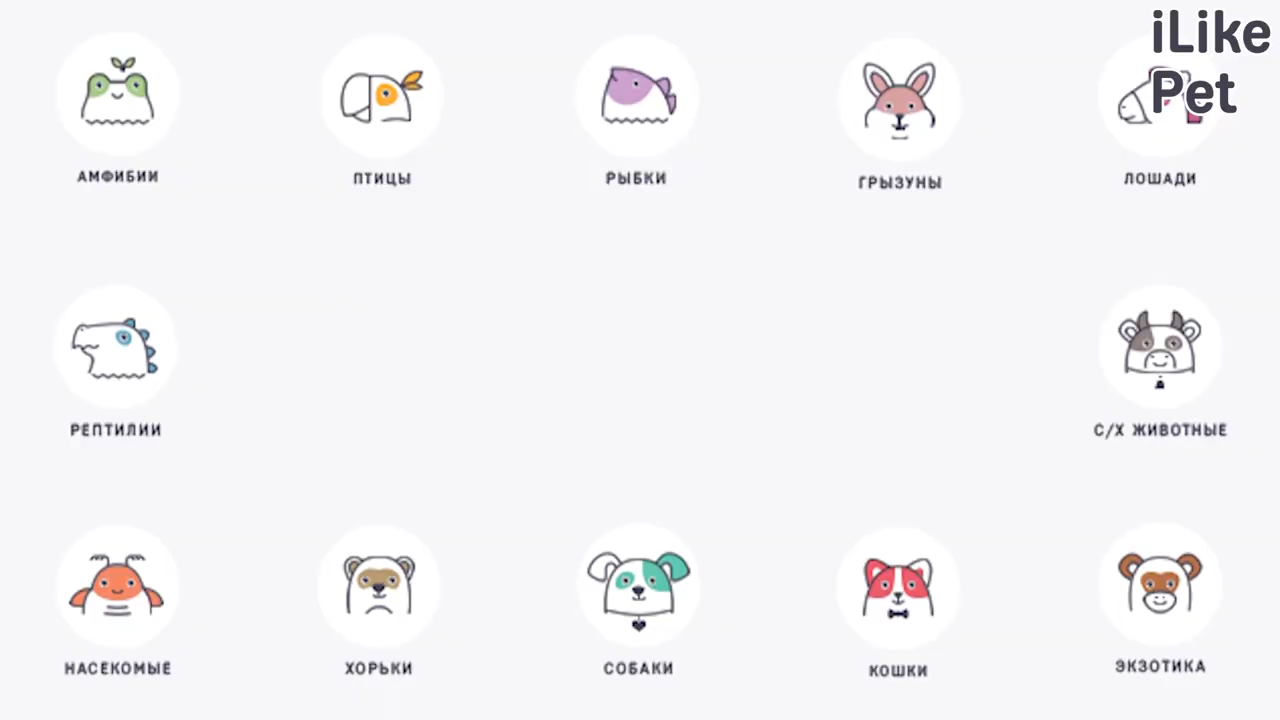 iLike
Pet
АМФИБИИ
ПТИЦЫ
РЫБКИ
ГРЫЗУНЫ
ЛОШАДИ
РЕПТИЛИИ
С/Х ЖИВОТНЫЕ
НАСЕКОМЫЕ
ХОРЬКИ
СОБАКИ
КОШКИ
ЭКЗОТИКА